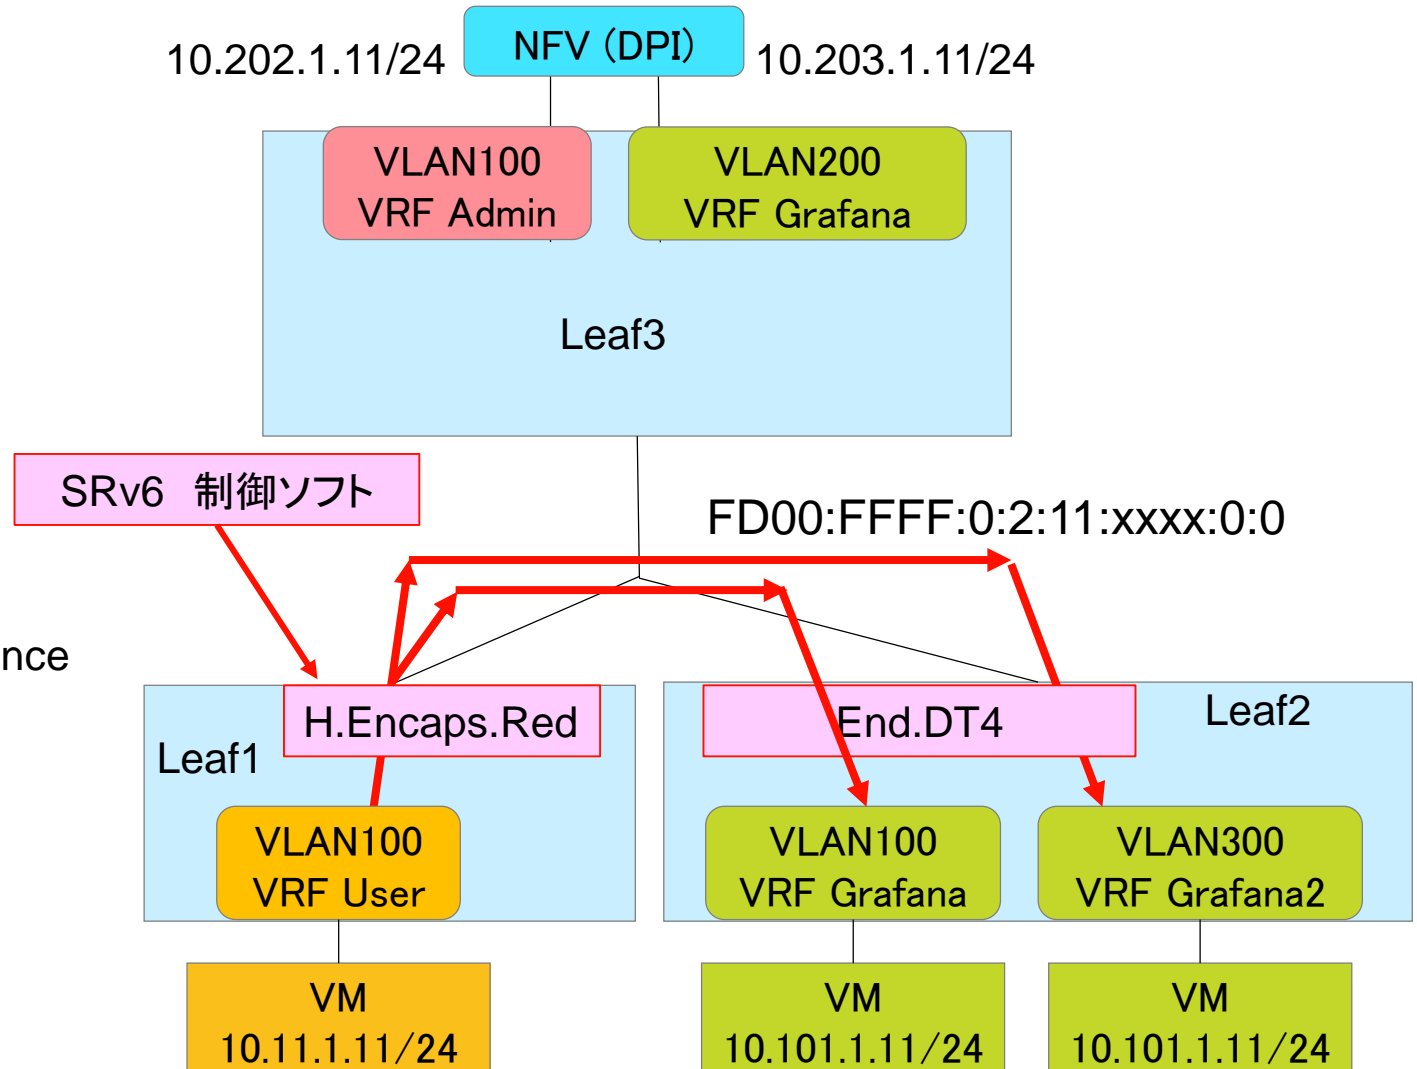 NFV (DPI)
10.202.1.11/24
10.203.1.11/24
VLAN100
VRF Admin
VLAN200
VRF Grafana
Leaf3
SRv6 制御ソフト
FD00:FFFF:0:2:11:xxxx:0:0
nce
Leaf1
H.Encaps.Red
End.DT4
Leaf2
VLAN100
VRF User
VLAN100
VRF Grafana
VLAN300
VRF Grafana2
VM
10.11.1.11/24
VM
10.101.1.11/24
VM
10.101.1.11/24